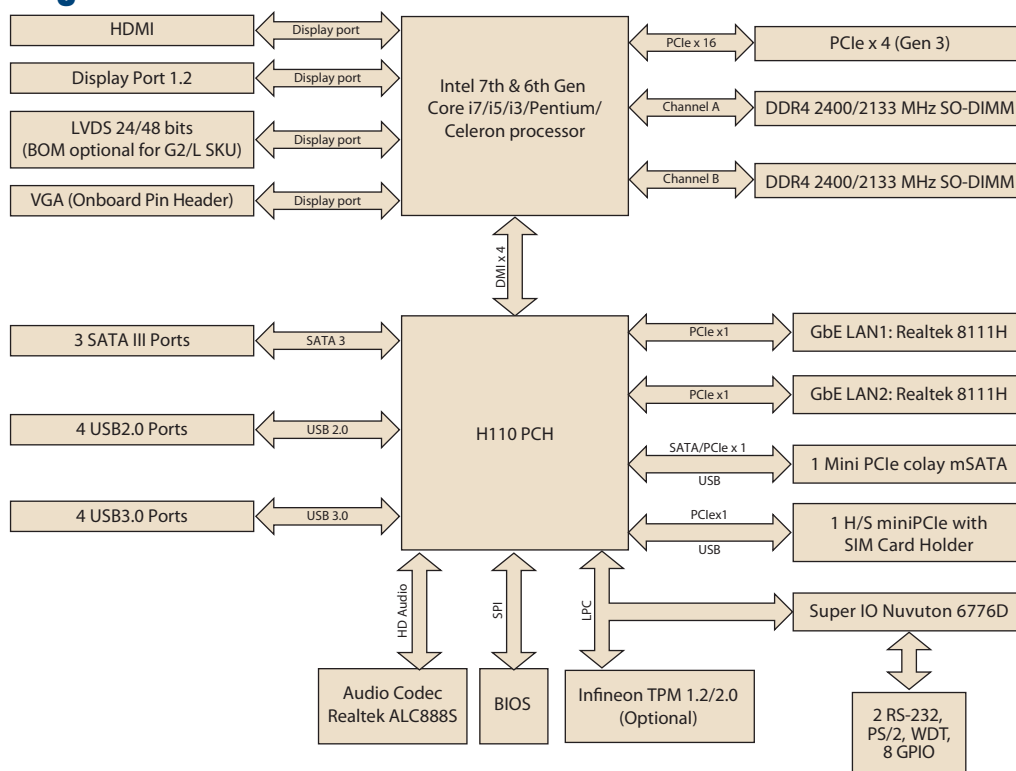 HDMI
Display port
Display Port 1.2
Display port
LVDS 24/48 bits
(BOM optional for G2/L SKU)
Display port
VGA (Onboard Pin Header)
Display port
Intel 7th & 6th Gen
Core i7/i5/i3/Pentium/
Celeron processor
PCIe x 16
PCIe x 4 (Gen 3)
Channel A
DDR4 2400/2133 MHz SO-DIMM
Channel B
DDR4 2400/2133 MHz SO-DIMM
DMI x 4
3 SATA III Ports
SATA 3
4 USB2.0 Ports
USB 2.0
4 USB3.0 Ports
USB 3.0
H110 PCH
PCIe x1
GbE LAN1: Realtek 8111H
PCIe x1
GbE LAN2: Realtek 8111H
SATA/PCIe x 1
USB
1 Mini PCIe colay mSATA
PCIex1
USB
1 H/S miniPCIe with
SIM Card Holder
HD Audio
SPI
LPC
Super IO Nuvuton 6776D
Audio Codec
Realtek ALC888S
BIOS
Infineon TPM 1.2/2.0
(Optional)
2 RS-232,
PS/2, WDT,
8 GPIO